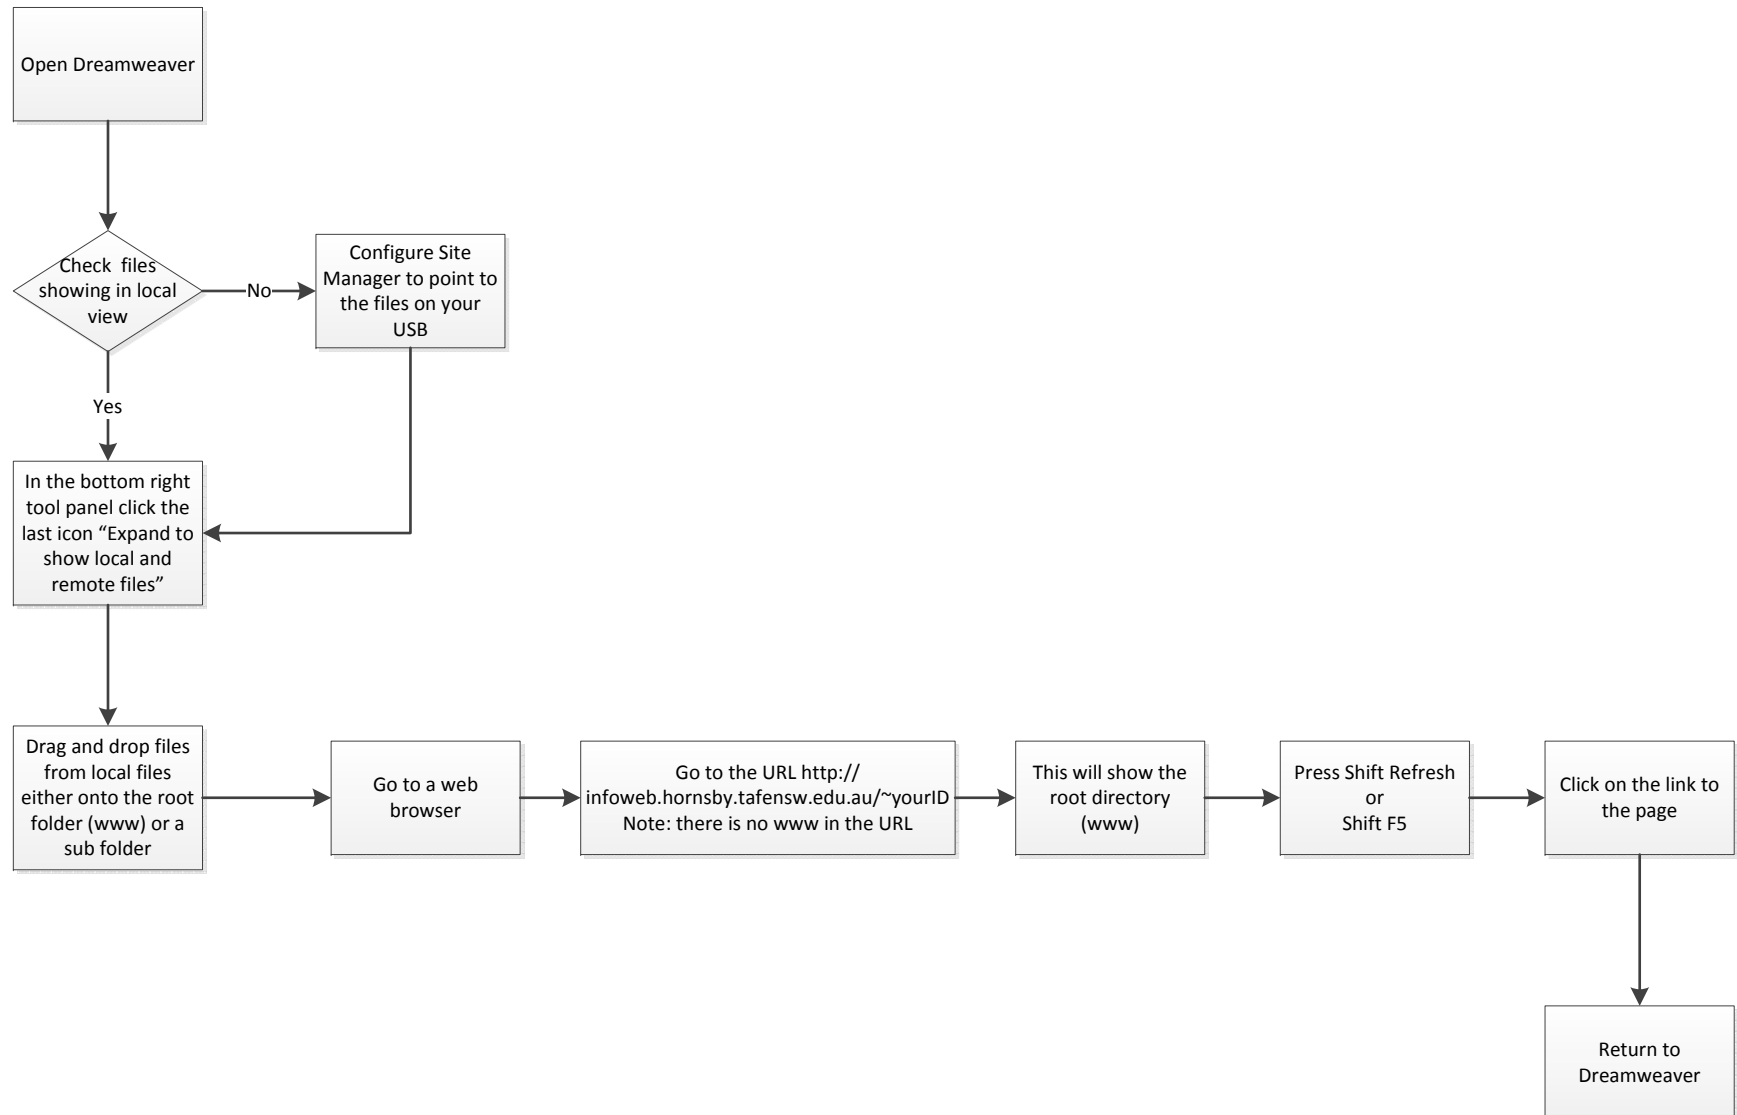 Open Dreamweaver
Check  files
showing in local
view
No
Configure Site
Manager to point to
the files on your
USB
Yes
In the bottom right
tool panel click the
last icon “Expand to
show local and
remote files”
Drag and drop files
from local files
either onto the root
folder (www) or a
sub folder
Go to a web
browser
Go to the URL http://
infoweb.hornsby.tafensw.edu.au/~yourID
Note: there is no www in the URL
This will show the
root directory
(www)
Press Shift Refresh
or
Shift F5
Click on the link to
the page
Return to
Dreamweaver